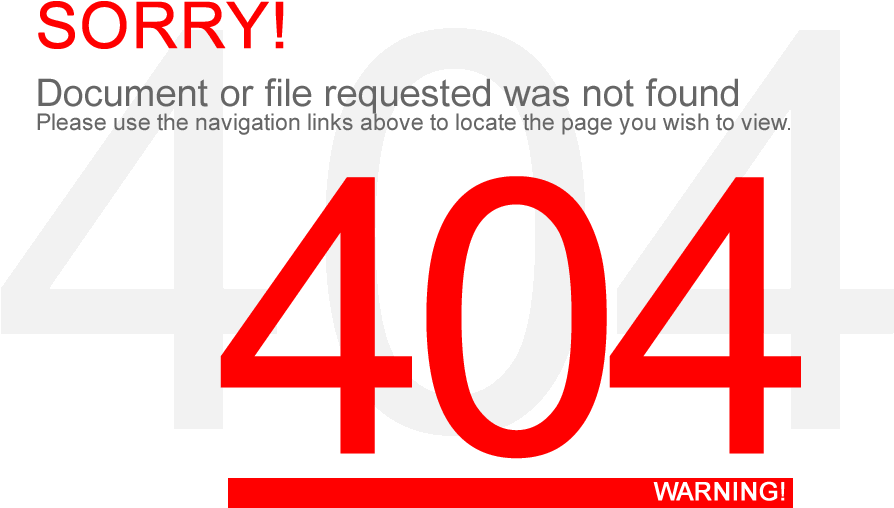 SORRY!
Document or file requested was not found
Please use the navigation links above to locate the page you wish to view.
404
404
WARNING!